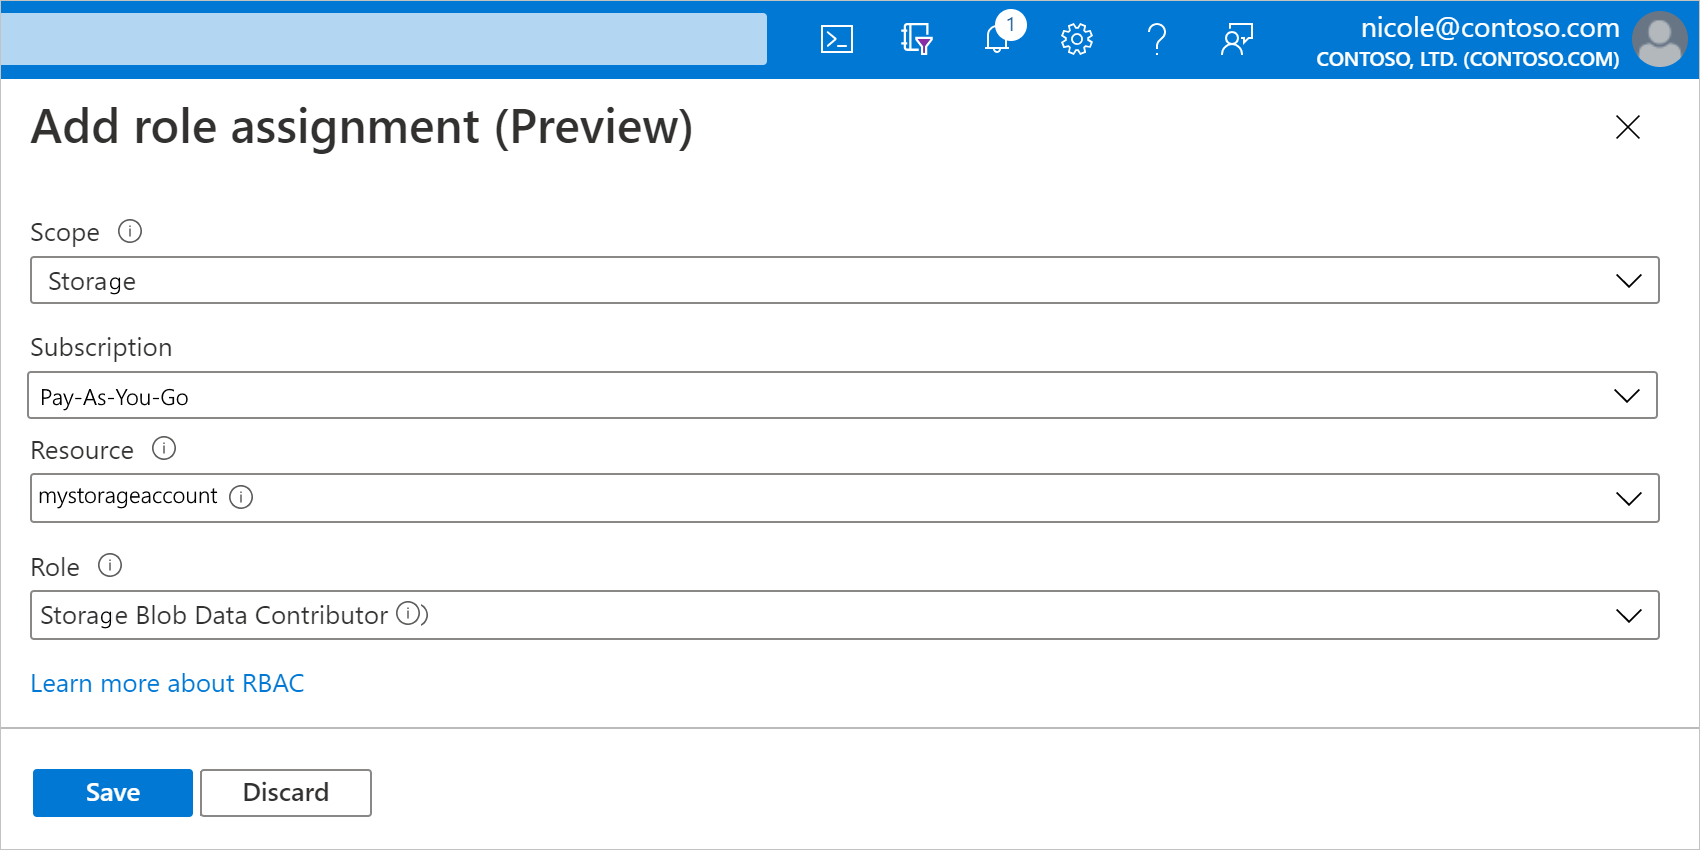 1
nicole@contoso.com
CONTOSO, LTD. (CONTOSO.COM)
Add role assignment (Preview)
Scope
Storage
Subscription
Pay-As-You-Go
Resource
mystorageaccount
Role
Storage Blob Data Contributor )
Learn more about RBAC
Save Discard